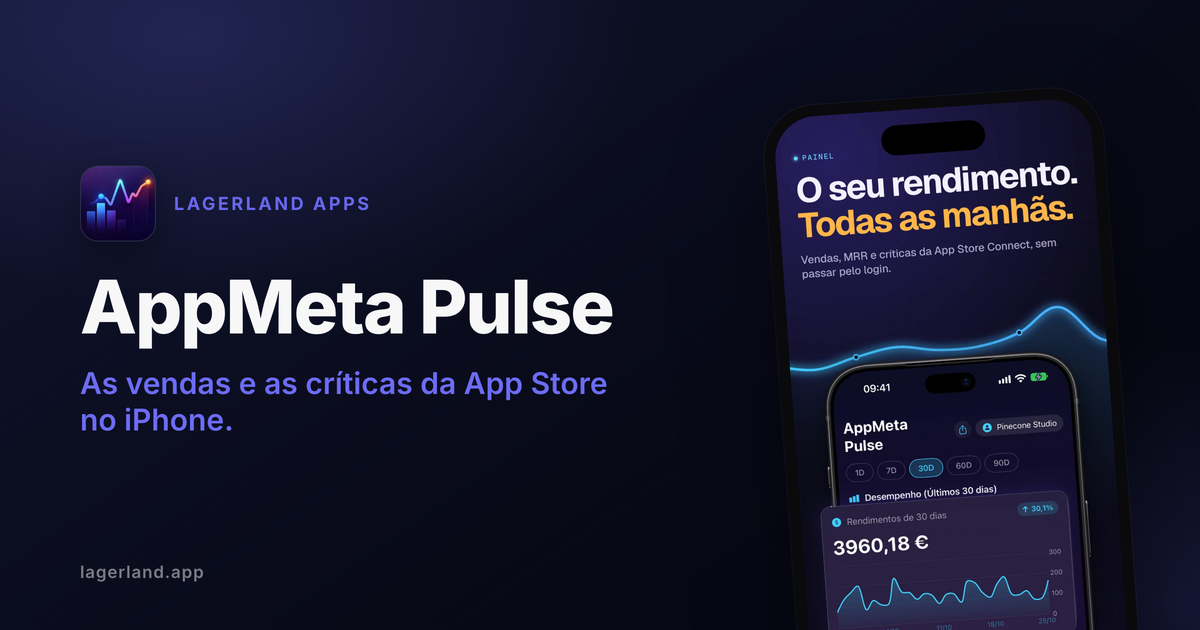 LAGERLAND APPS
AppMeta Pulse
As vendas e as críticas da App Store
no iPhone.
lagerland.app
PAINEL
O seu rendimento.
Todas as manhãs.
Vendas, MRR e críticas da App Store Connect, sem
passar pelo login.
09:41
AppMeta
Pulse
Pinecone Studio
1D 7D 30D 60D 90D
Desempenho (Últimos 30 dias)
Rendimentos de 30 dias
↑ 30,1%
3960,18 €
300
200
100
0
11/10 18/10 25/10